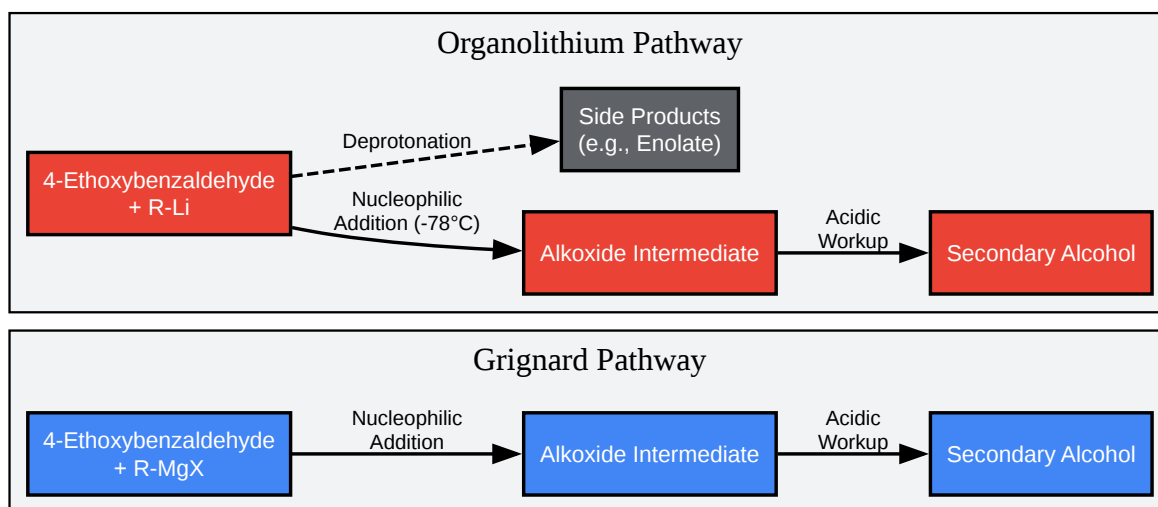 Organolithium Pathway
Side Products
(e.g., Enolate)
Deprotonation
4-Ethoxybenzaldehyde
+ R-Li
Nucleophilic
Addition (-78°C)
Alkoxide Intermediate
Acidic
Workup
Secondary Alcohol
Grignard Pathway
4-Ethoxybenzaldehyde
+ R-MgX
Nucleophilic
Addition
Alkoxide Intermediate
Acidic
Workup
Secondary Alcohol